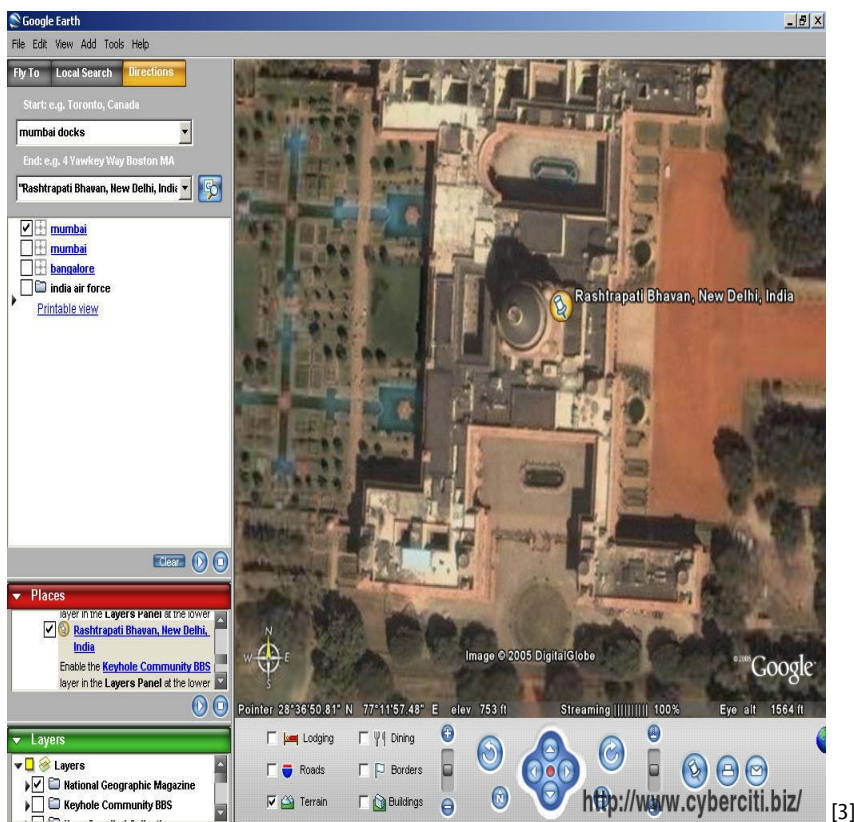 Google Earth
File Edit View Add Tools Help
Fly To Local Search Directions
Start: e.g. Toronto, Canada
mumbai docks
End: e.g. 4 Yawkey Way Boston MA
"Rashtrapati Bhavan, New Delhi, India
mumbai
mumbai
bangalore
india air force
Printable view
Clear
Places
layer in the Layers Panel at the lower
Rashtrapati Bhavan, New Delhi,
India
Enable the Keyhole Community BBS
layer in the Layers Panel at the lower
Layers
Layers
National Geographic Magazine
Keyhole Community BBS
Rashtrapati Bhavan, New Delhi, India
N
W E
S
Image © 2005 DigitalGlobe
© 2005 Google
Pointer 28°36'50.81" N 77°11'57.48" E elev 753 ft Streaming |||||||||| 100% Eye alt 1564 ft
Lodging Dining
Roads Borders
Terrain Buildings
N
http://www.cyberciti.biz/
[3]